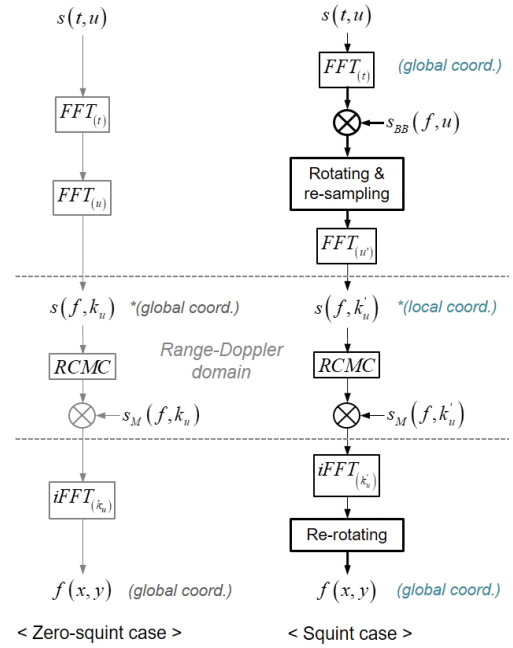 s(t,u)
FFT(t)
FFT(u)
s(f,k_u) *(global coord.)
RCMC
s_M(f,k_u)
iFFT(k_u)
f(x,y) (global coord.)
< Zero-squint case >
Range-Doppler
domain
s(t,u)
FFT(t) (global coord.)
s_BB(f,u)
Rotating &
re-sampling
FFT(u')
s(f,k_u') *(local coord.)
RCMC
s_M(f,k_u')
iFFT(k_u')
Re-rotating
f(x,y) (global coord.)
< Squint case >